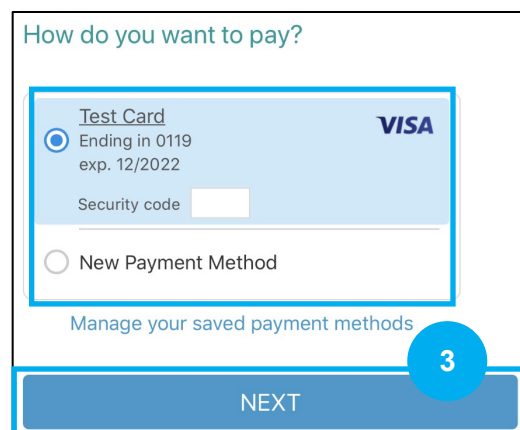 How do you want to pay?
Test Card
VISA
Ending in 0119
exp. 12/2022
Security code
New Payment Method
Manage your saved payment methods
3
NEXT